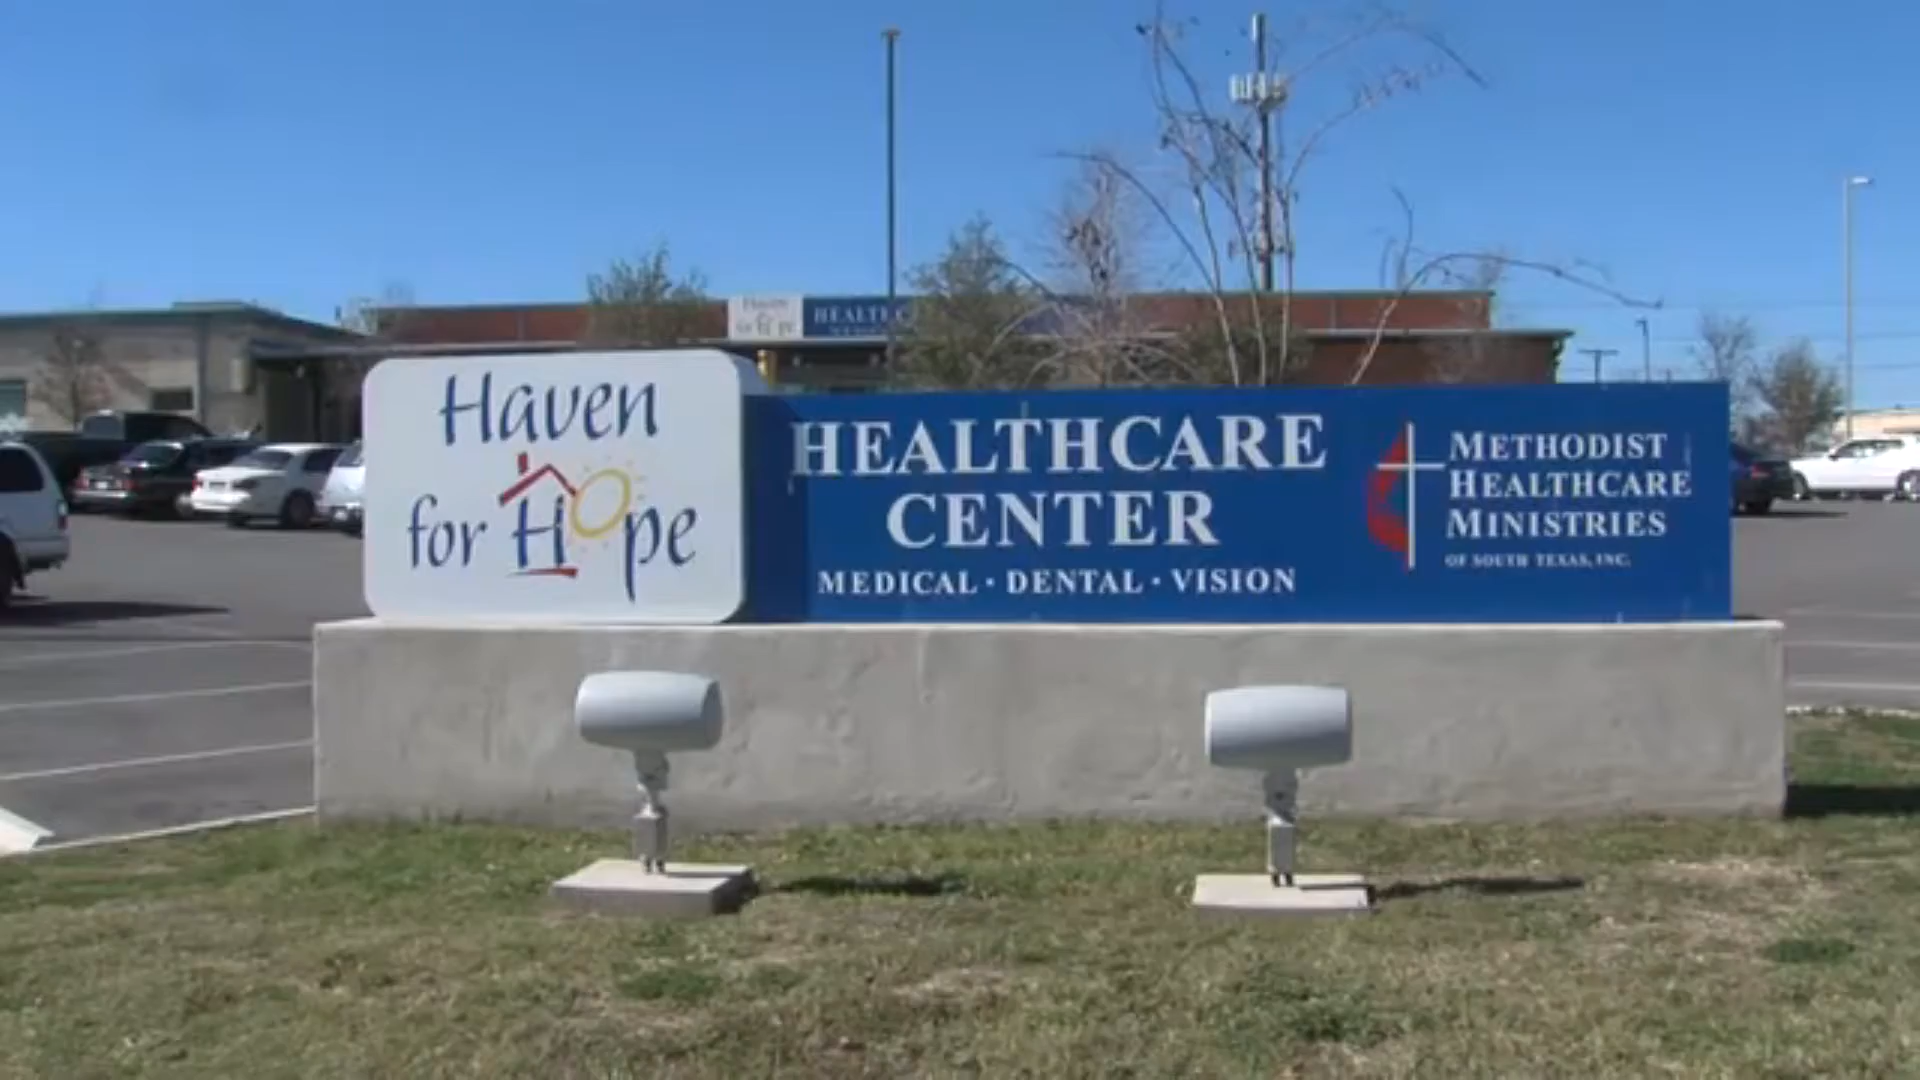 Haven
for Hope
HEALTHCARE
CENTER
MEDICAL • DENTAL • VISION
METHODIST
HEALTHCARE
MINISTRIES
OF SOUTH TEXAS, INC.